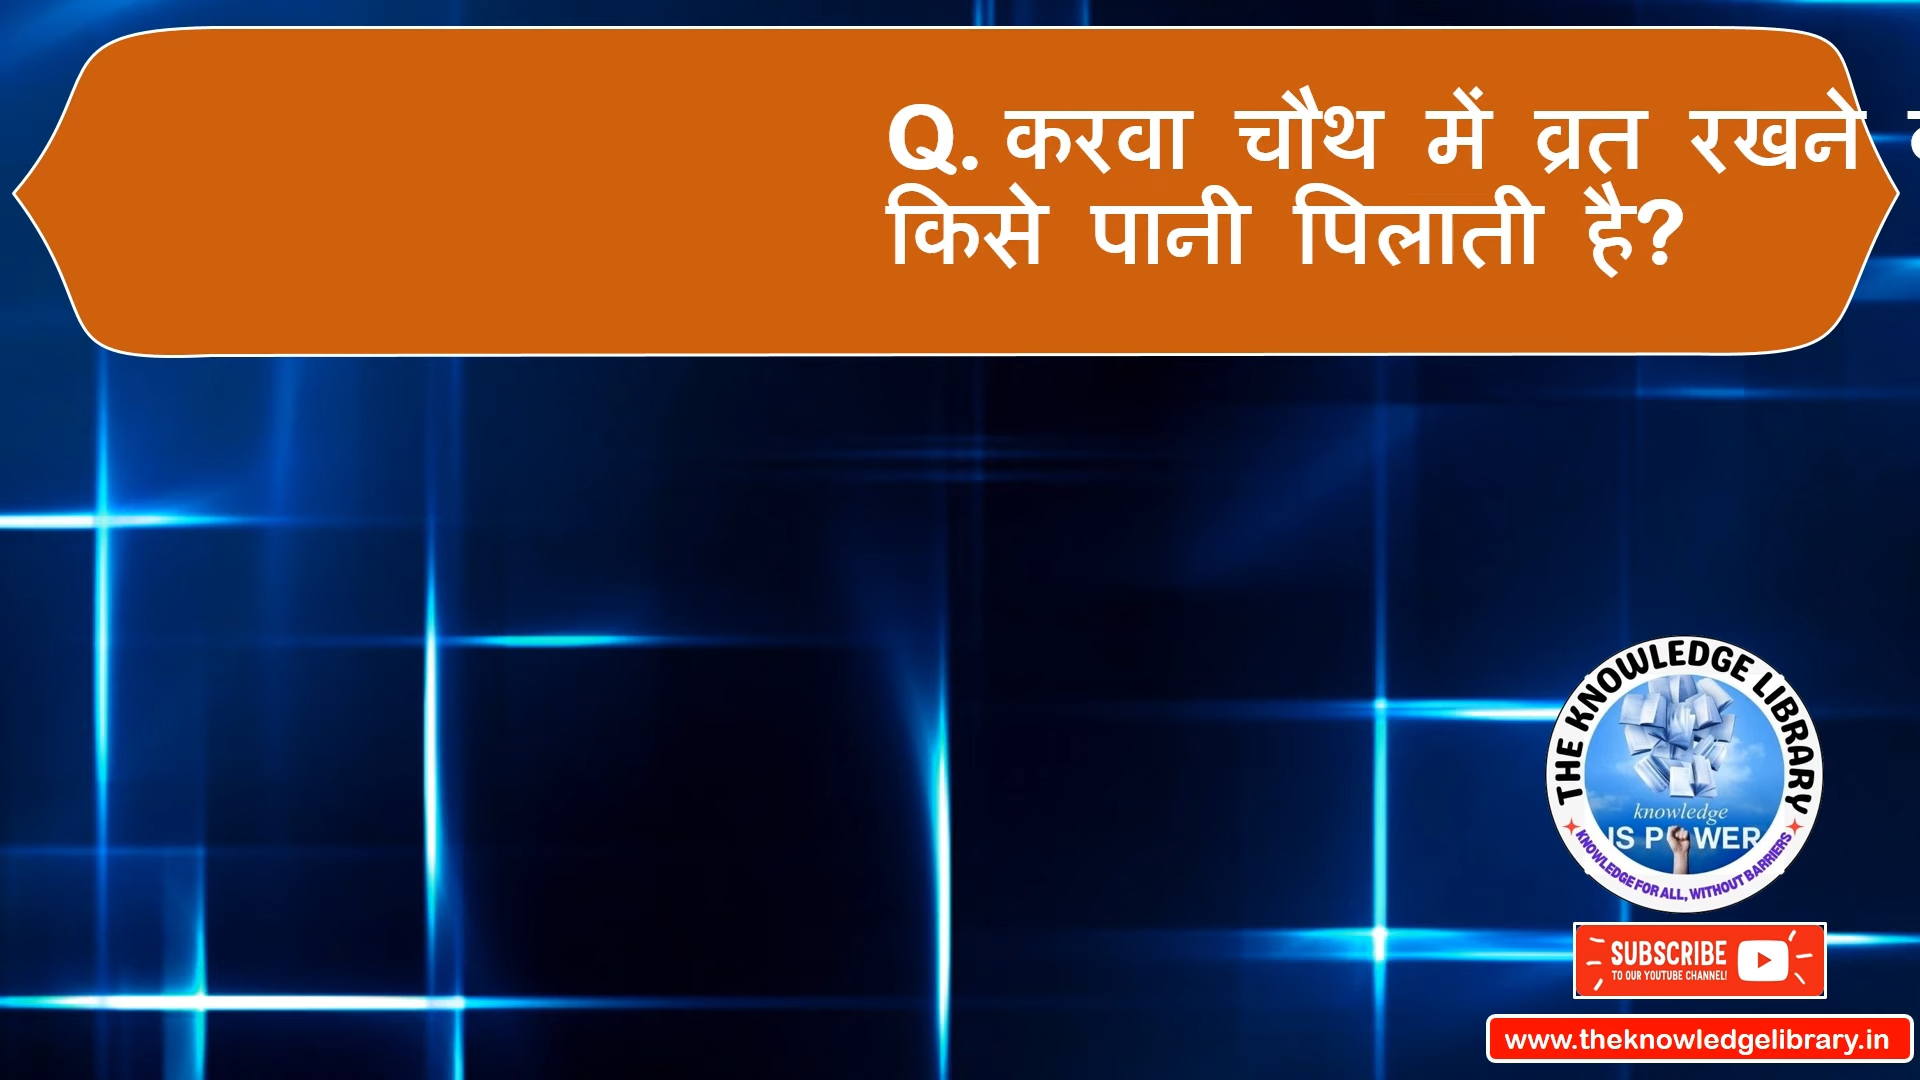 Q. करवा चौथ में व्रत रखने
किसे पानी पिलाती है?
THE KNOWLEDGE LIBRARY
knowledge
IS POWER
KNOWLEDGE FOR ALL, WITHOUT BARRIERS
SUBSCRIBE
TO OUR YOUTUBE CHANNEL!
www.theknowledgelibrary.in